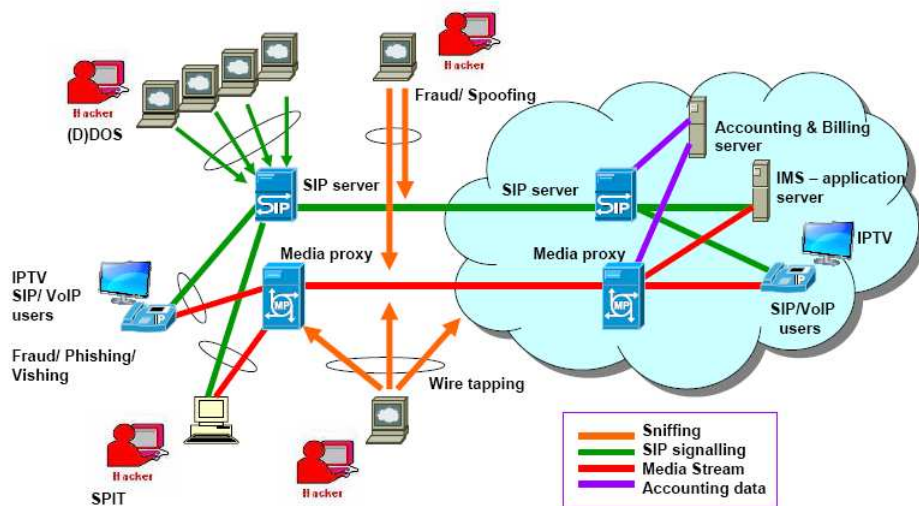 Hacker
(D)DOS
Hacker
Fraud/ Spoofing
Accounting & Billing
server
SIP server
SIP server
IMS – application
server
SIP
SIP
Media proxy
Media proxy
IPTV
IPTV
SIP/ VoIP
users
IP
MP
MP
IP
SIP/VoIP
users
Fraud/ Phishing/
Vishing
Wire tapping
Hacker
SPIT
Hacker
Sniffing
SIP signalling
Media Stream
Accounting data